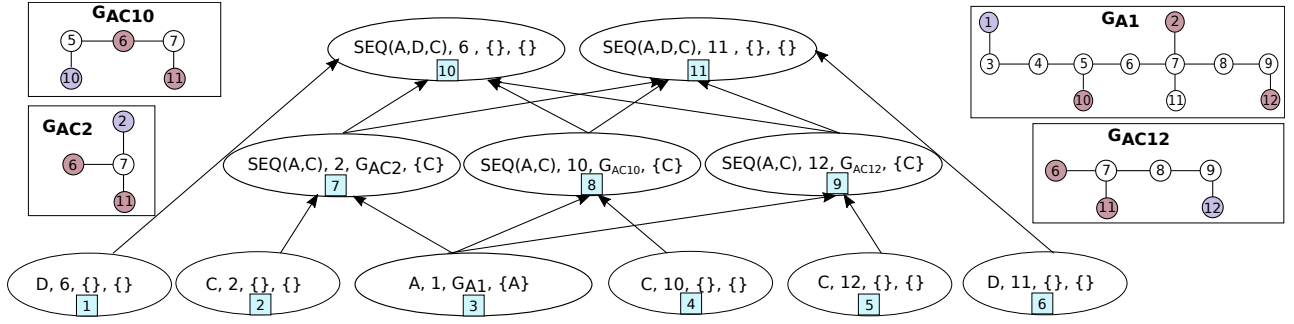 GAC10
5 6 7
10 11
GAC2
2
6 7
11
SEQ(A,D,C), 6 , {}, {}
10
SEQ(A,D,C), 11 , {}, {}
11
GA1
1 2
3 4 5 6 7 8 9
10 11 12
GAC12
6 7 8 9
11 12
SEQ(A,C), 2, GAC2, {C}
7
SEQ(A,C), 10, GAC10, {C}
8
SEQ(A,C), 12, GAC12, {C}
9
D, 6, {}, {}
1
C, 2, {}, {}
2
A, 1, GA1, {A}
3
C, 10, {}, {}
4
C, 12, {}, {}
5
D, 11, {}, {}
6